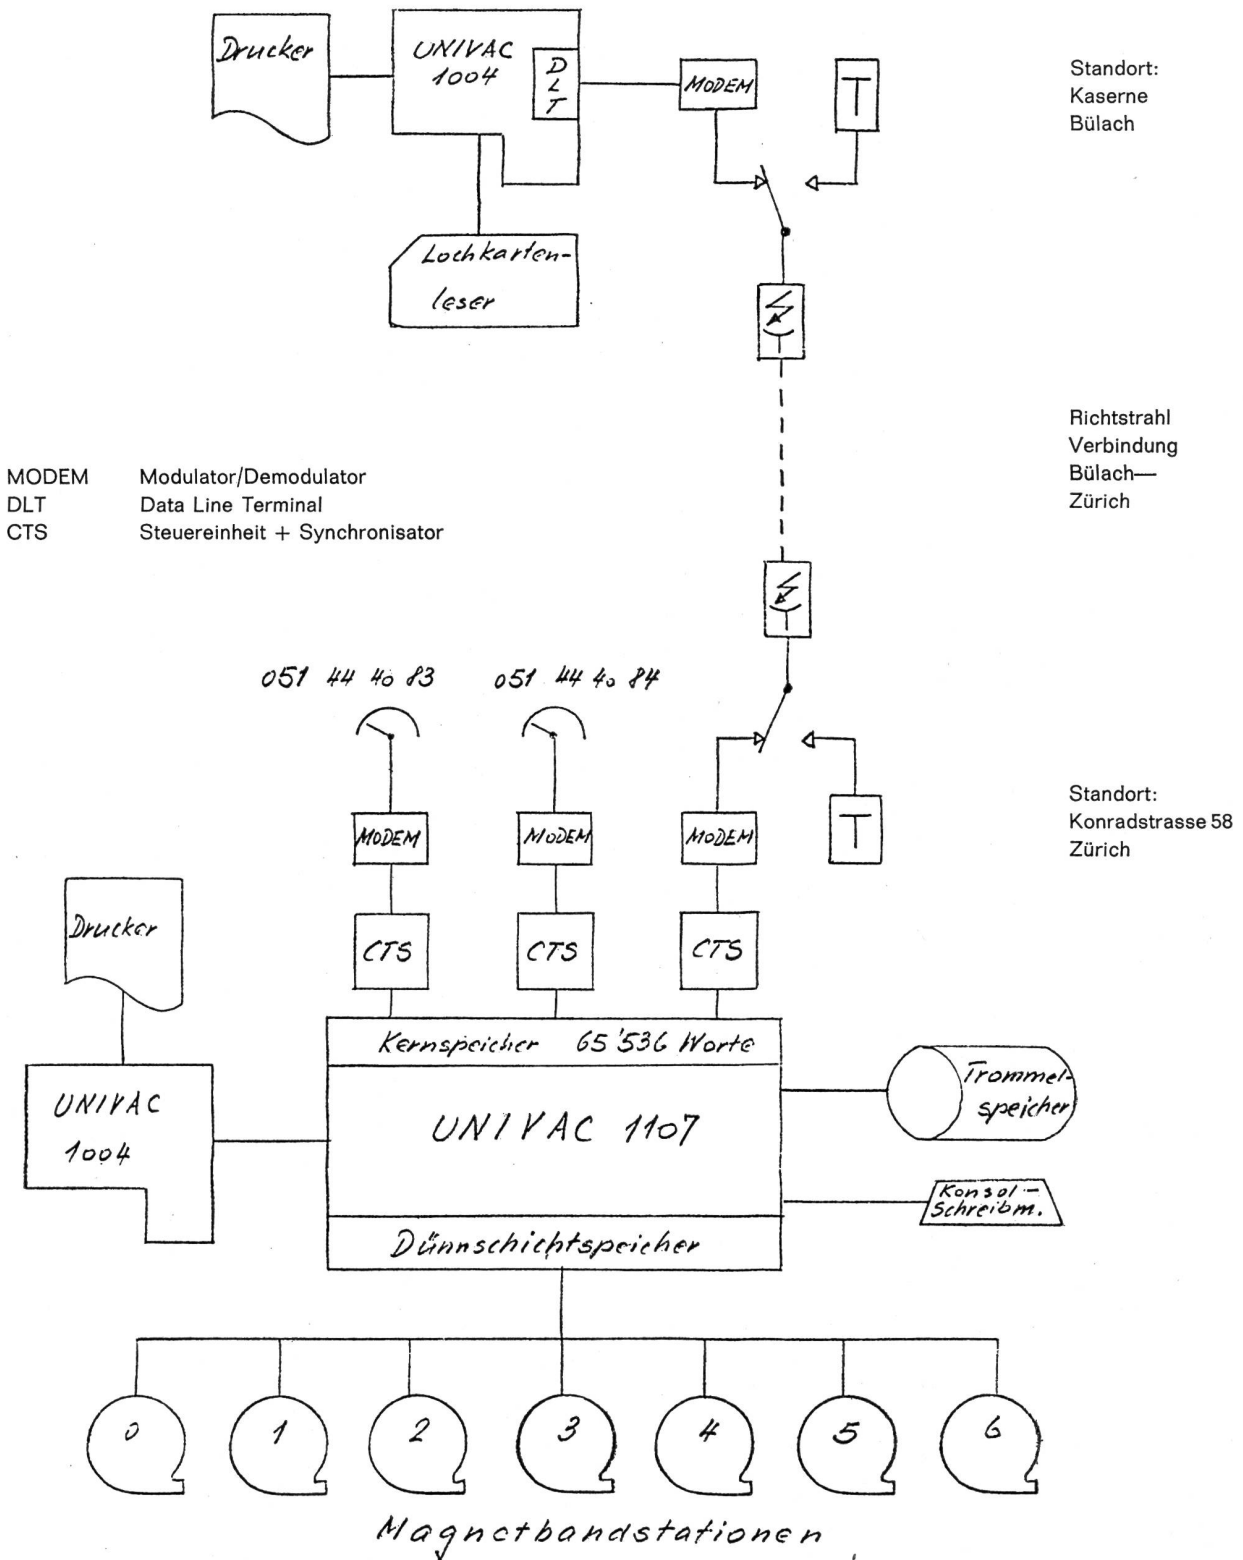 Drucker
UNIVAC
1004
D
L
T
MODEM
T
Standort:
Kaserne
Bülach
Lochkarten-
leser
Richtstrahl
Verbindung
Bülach—
Zürich
MODEM Modulator/Demodulator
DLT Data Line Terminal
CTS Steuereinheit + Synchronisator
051 44 40 83
051 44 40 84
MODEM
MODEM
MODEM
T
Standort:
Konradstrasse 58
Zürich
Drucker
CTS
CTS
CTS
Kernspeicher 65'536 Worte
UNIVAC
1004
UNIVAC 1107
Trommel-
speicher
Konsol-
Schreibm.
Dünnschichtspeicher
0
1
2
3
4
5
6
Magnetbandstationen